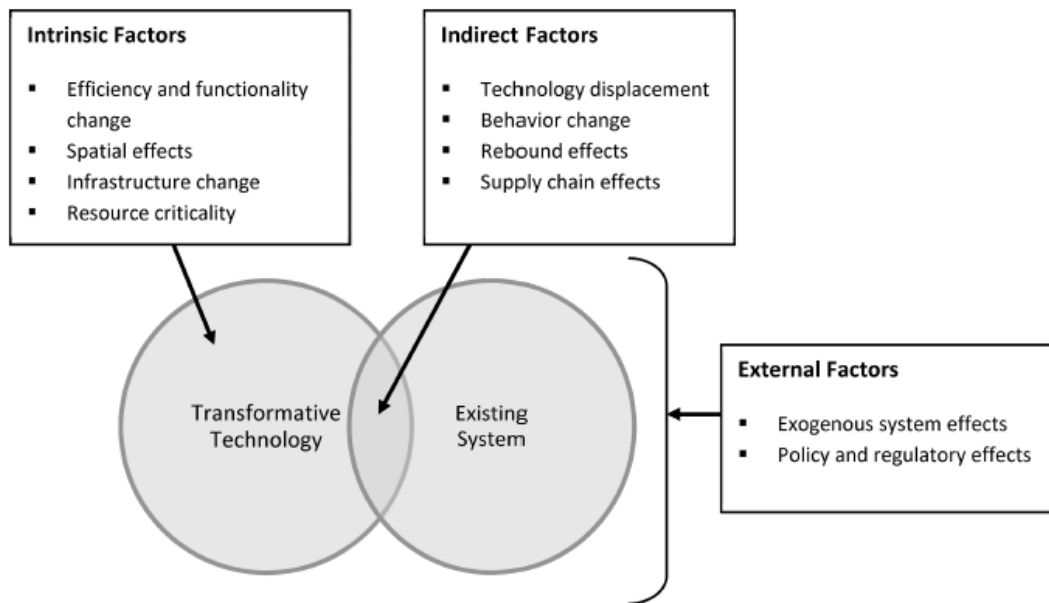 Intrinsic Factors
▪ Efficiency and functionality
change
▪ Spatial effects
▪ Infrastructure change
▪ Resource criticality
Indirect Factors
▪ Technology displacement
▪ Behavior change
▪ Rebound effects
▪ Supply chain effects
Transformative
Technology
Existing
System
External Factors
▪ Exogenous system effects
▪ Policy and regulatory effects